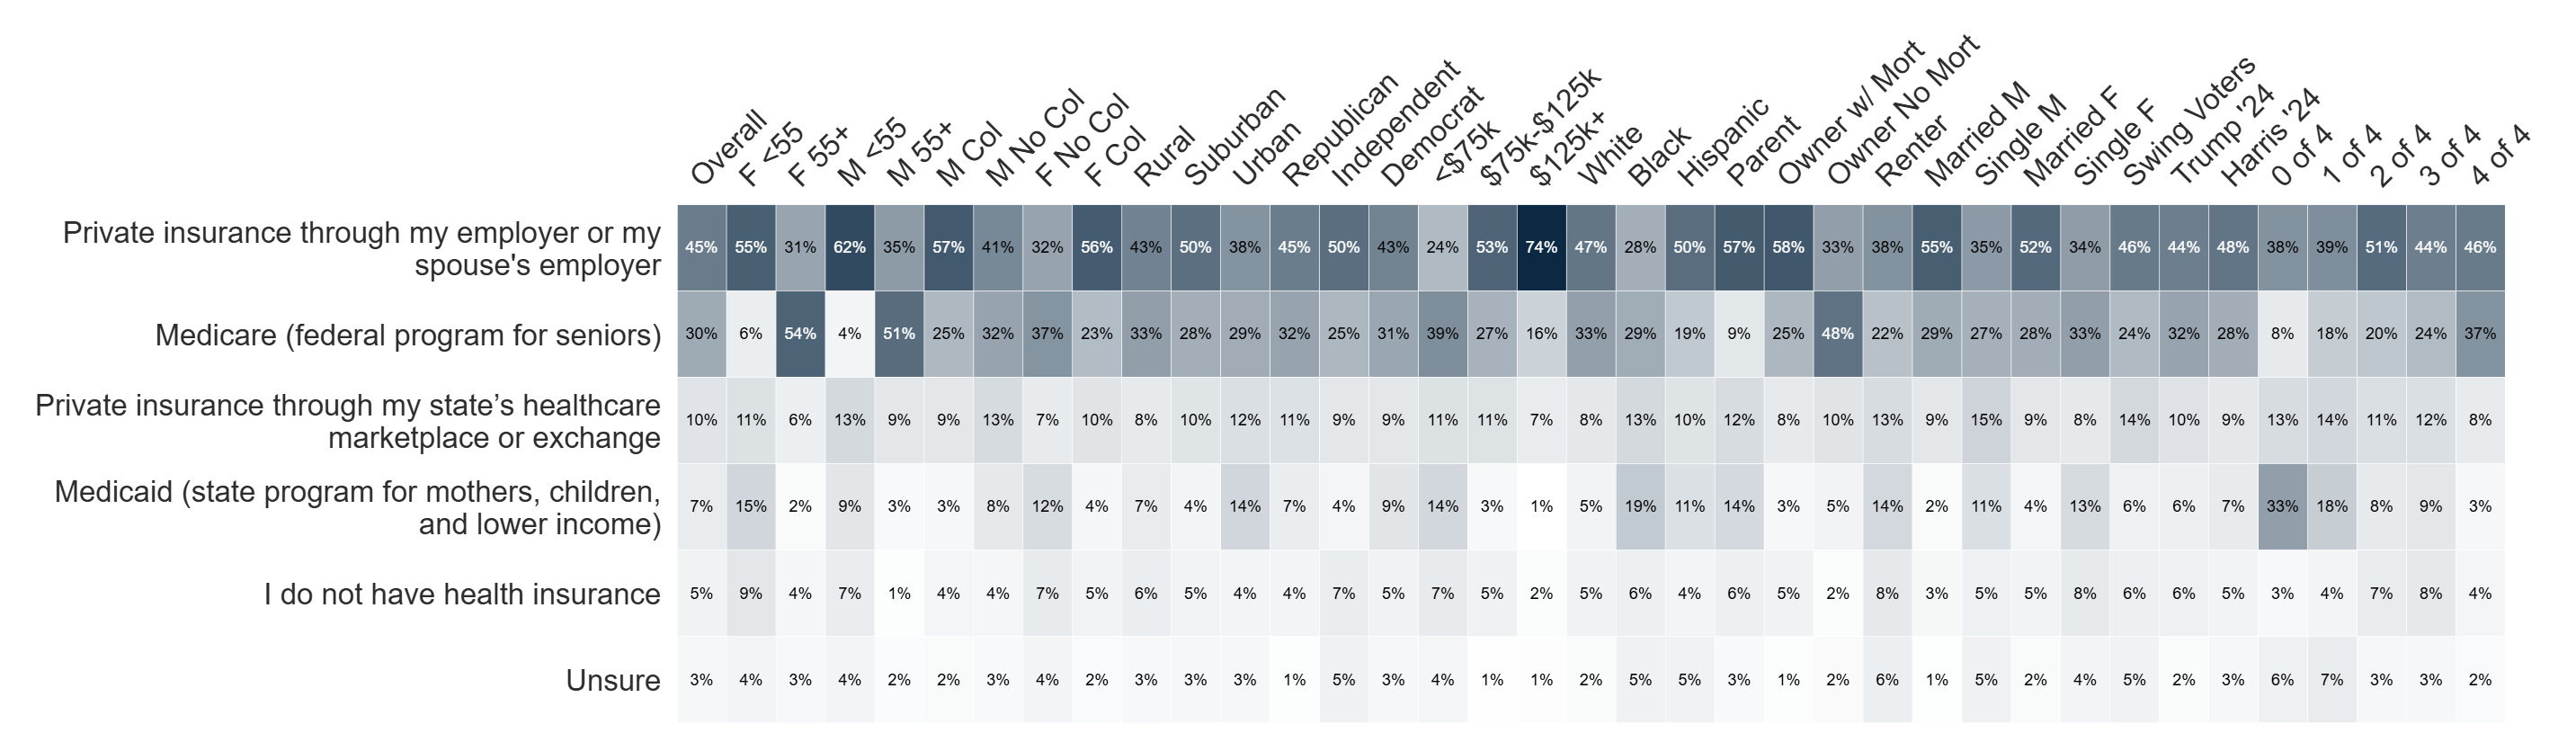 Overall F <55 F 55+ M <55 M 55+ M Col M No Col F No Col F Col Rural Suburban Urban Republican Independent Democrat <$75k $75k-$125k $125k+ White Black Hispanic Parent Owner w/ Mort Owner No Mort Renter Married M Single M Married F Single F Swing Voters Trump '24 Harris '24 0 of 4 1 of 4 2 of 4 3 of 4 4 of 4
Private insurance through my employer or my
spouse's employer
45% 55% 31% 62% 35% 57% 41% 32% 56% 43% 50% 38% 45% 50% 43% 24% 53% 74% 47% 28% 50% 57% 58% 33% 38% 55% 35% 52% 34% 46% 44% 48% 38% 39% 51% 44% 46%
Medicare (federal program for seniors)
30% 6% 54% 4% 51% 25% 32% 37% 23% 33% 28% 29% 32% 25% 31% 39% 27% 16% 33% 29% 19% 9% 25% 48% 22% 29% 27% 28% 33% 24% 32% 28% 8% 18% 20% 24% 37%
Private insurance through my state’s healthcare
marketplace or exchange
10% 11% 6% 13% 9% 9% 13% 7% 10% 8% 10% 12% 11% 9% 9% 11% 11% 7% 8% 13% 10% 12% 8% 10% 13% 9% 15% 9% 8% 14% 10% 9% 13% 14% 11% 12% 8%
Medicaid (state program for mothers, children,
and lower income)
7% 15% 2% 9% 3% 3% 8% 12% 4% 7% 4% 14% 7% 4% 9% 14% 3% 1% 5% 19% 11% 14% 3% 5% 14% 2% 11% 4% 13% 6% 6% 7% 33% 18% 8% 9% 3%
I do not have health insurance
5% 9% 4% 7% 1% 4% 4% 7% 5% 6% 5% 4% 4% 7% 5% 7% 5% 2% 5% 6% 4% 6% 5% 2% 8% 3% 5% 5% 8% 6% 6% 5% 3% 4% 7% 8% 4%
Unsure
3% 4% 3% 4% 2% 2% 3% 4% 2% 3% 3% 3% 1% 5% 3% 4% 1% 1% 2% 5% 5% 3% 1% 2% 6% 1% 5% 2% 4% 5% 2% 3% 6% 7% 3% 3% 2%